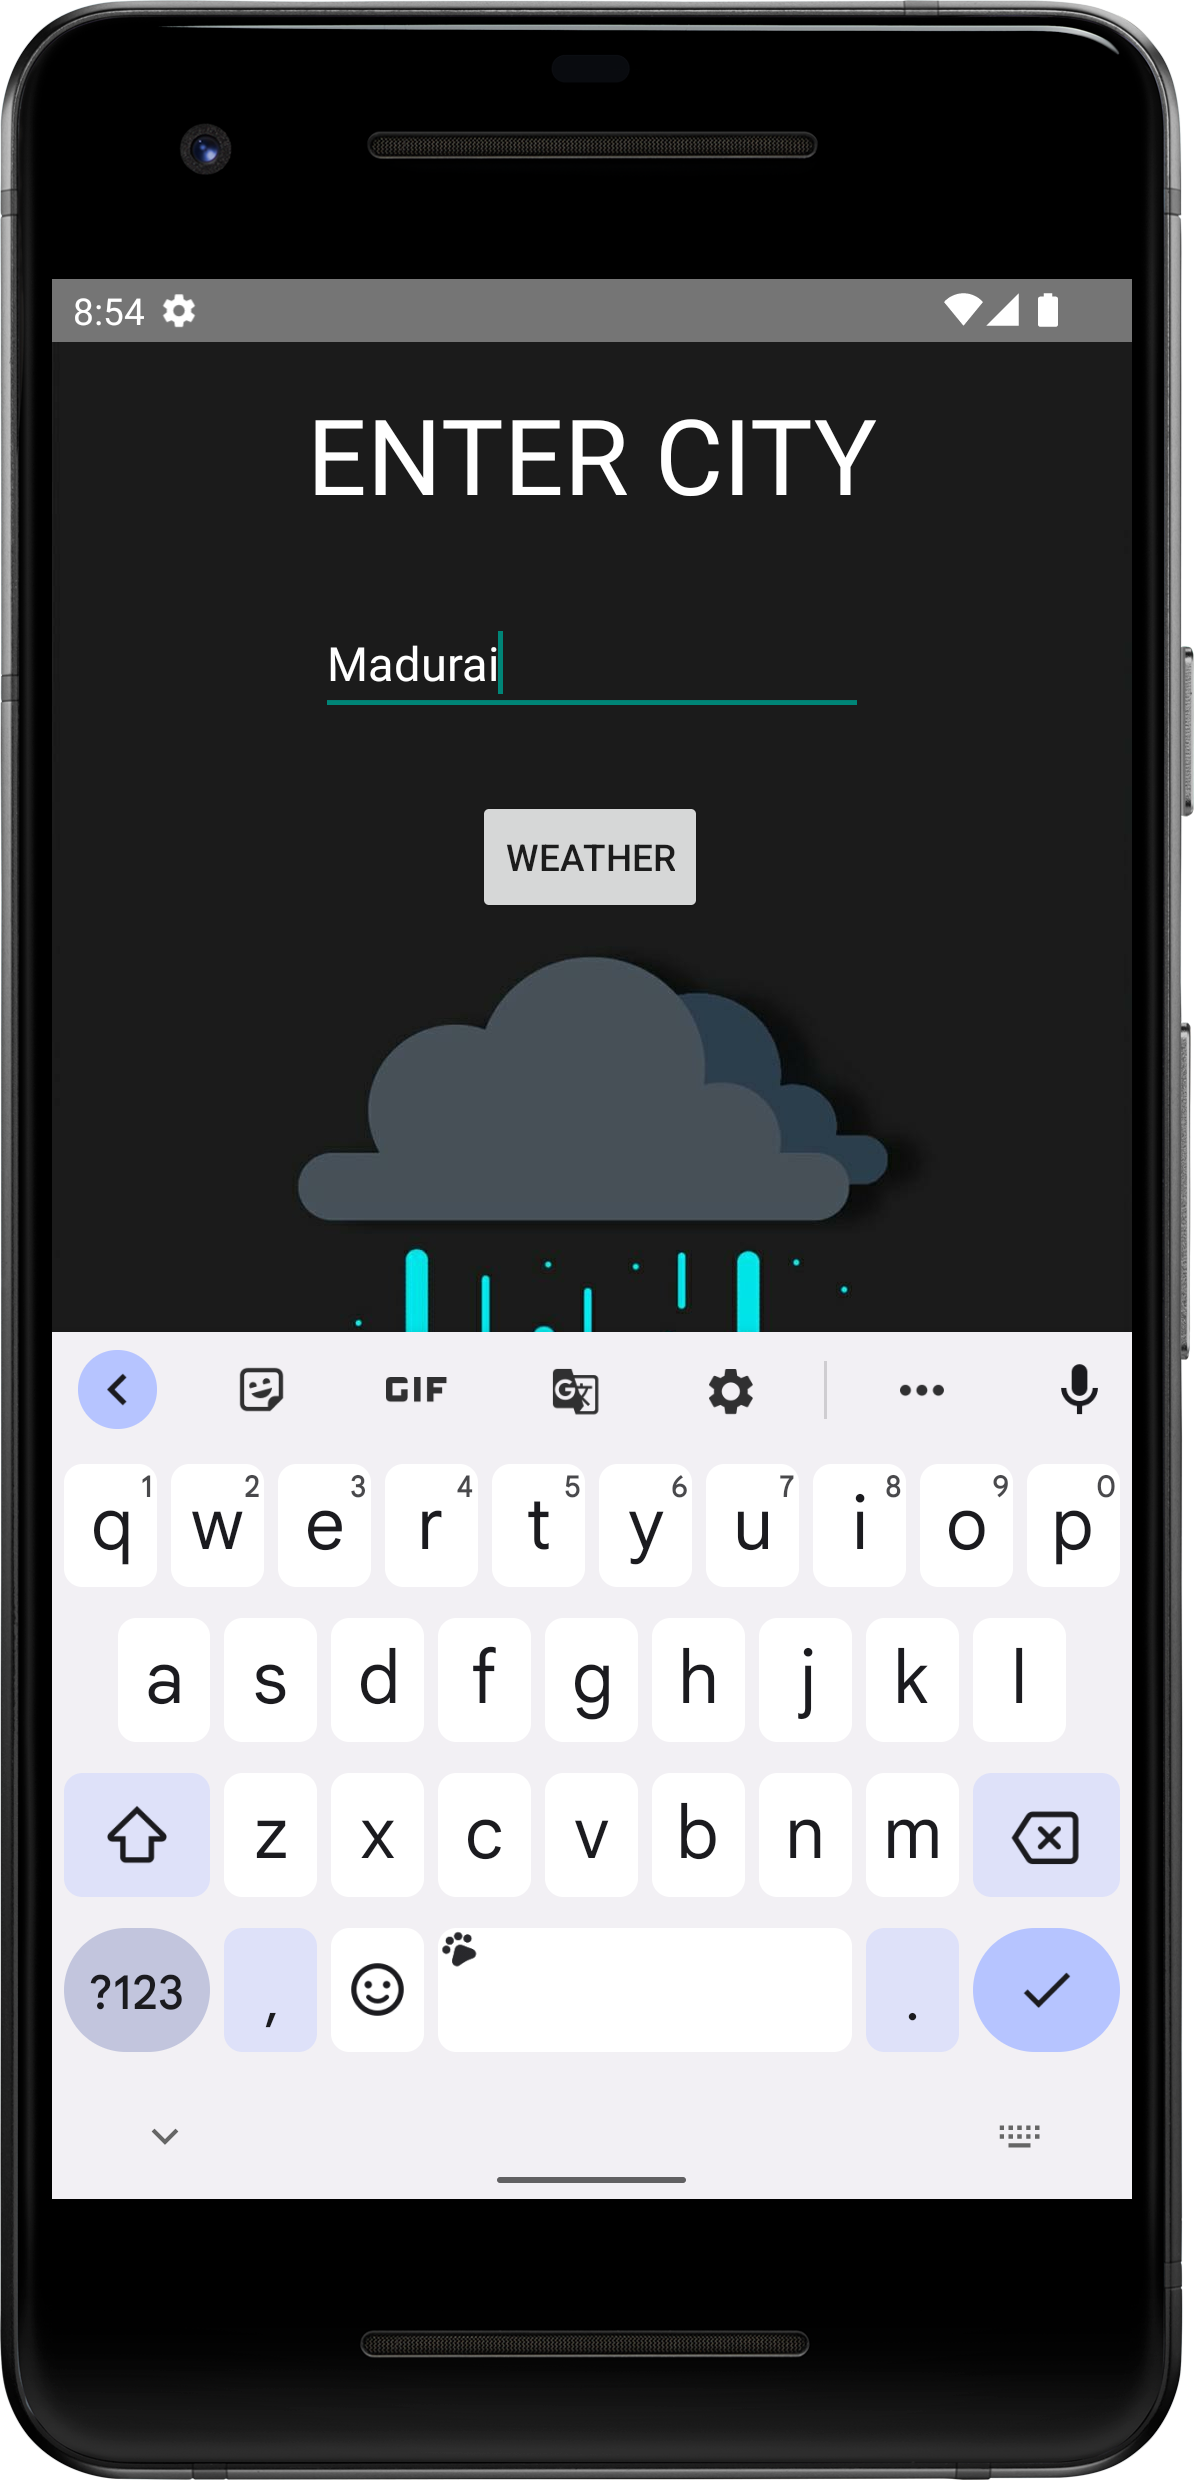 8:54
ENTER CITY
Madurai
WEATHER
GIF
G
1 2 3 4 5 6 7 8 9 0
q w e r t y u i o p
a s d f g h j k l
z x c v b n m
?123 , .